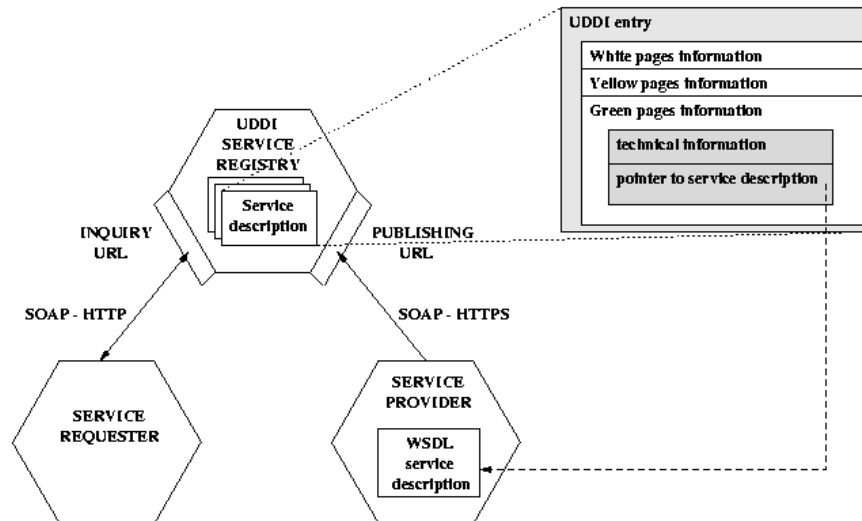 UDDI entry
White pages information
Yellow pages information
Green pages information
technical information
pointer to service description
UDDI
SERVICE
REGISTRY
Service
description
INQUIRY
URL
PUBLISHING
URL
SOAP - HTTP
SOAP - HTTPS
SERVICE
REQUESTER
SERVICE
PROVIDER
WSDL
service
description